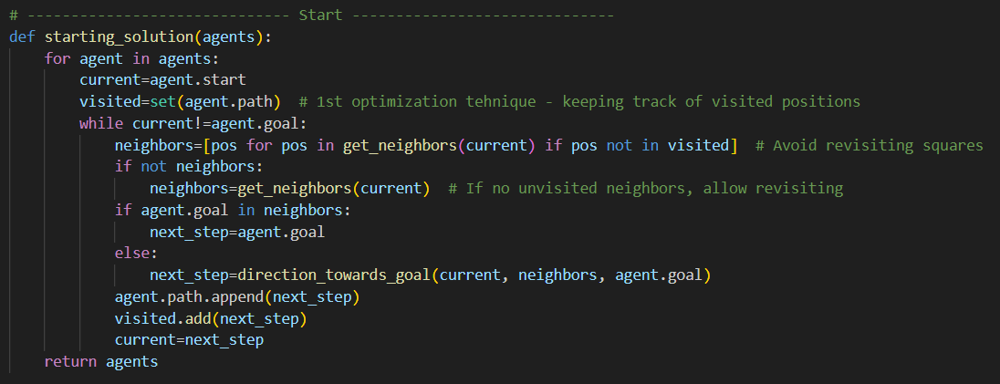 # ------------------------------ Start ------------------------------
def starting_solution(agents):
    for agent in agents:
        current=agent.start
        visited=set(agent.path)  # 1st optimization tehnique - keeping track of visited positions
        while current!=agent.goal:
            neighbors=[pos for pos in get_neighbors(current) if pos not in visited]  # Avoid revisiting squares
            if not neighbors:
                neighbors=get_neighbors(current)  # If no unvisited neighbors, allow revisiting
            if agent.goal in neighbors:
                next_step=agent.goal
            else:
                next_step=direction_towards_goal(current, neighbors, agent.goal)
            agent.path.append(next_step)
            visited.add(next_step)
            current=next_step
    return agents